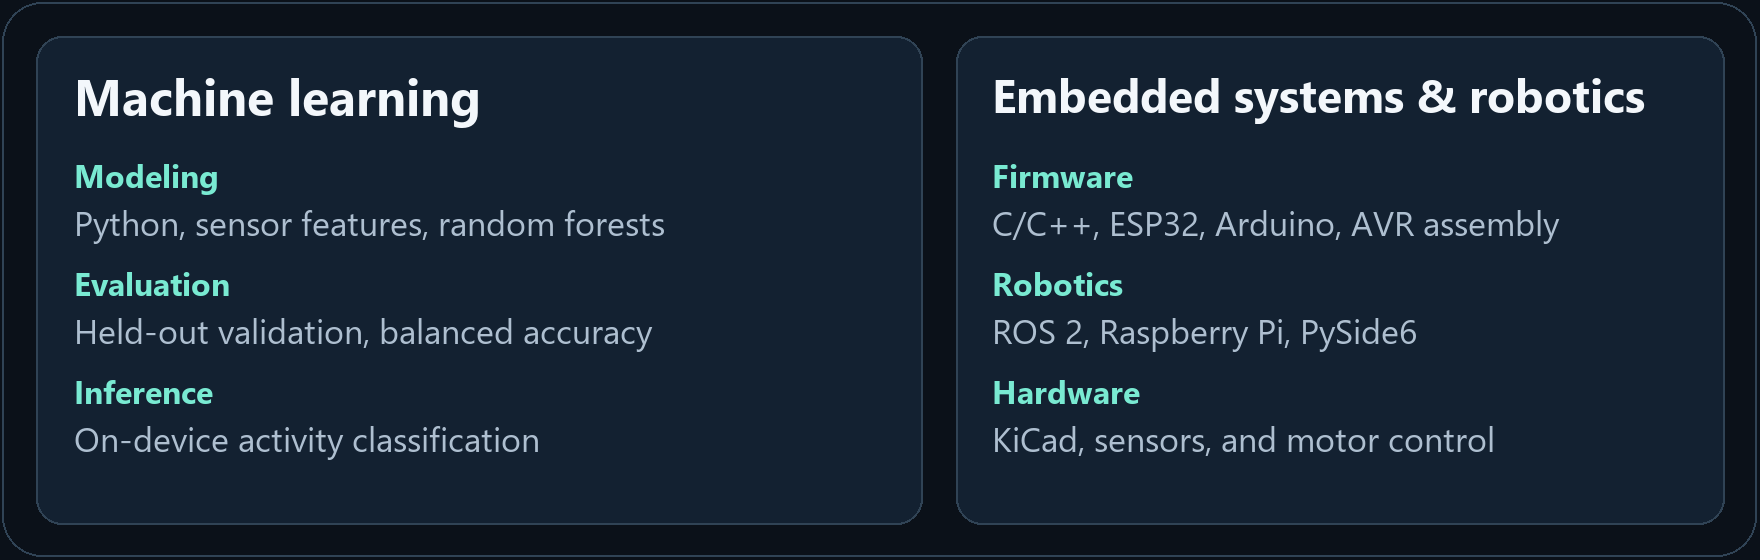 Machine learning
Modeling
Python, sensor features, random forests
Evaluation
Held-out validation, balanced accuracy
Inference
On-device activity classification
Embedded systems & robotics
Firmware
C/C++, ESP32, Arduino, AVR assembly
Robotics
ROS 2, Raspberry Pi, PySide6
Hardware
KiCad, sensors, and motor control